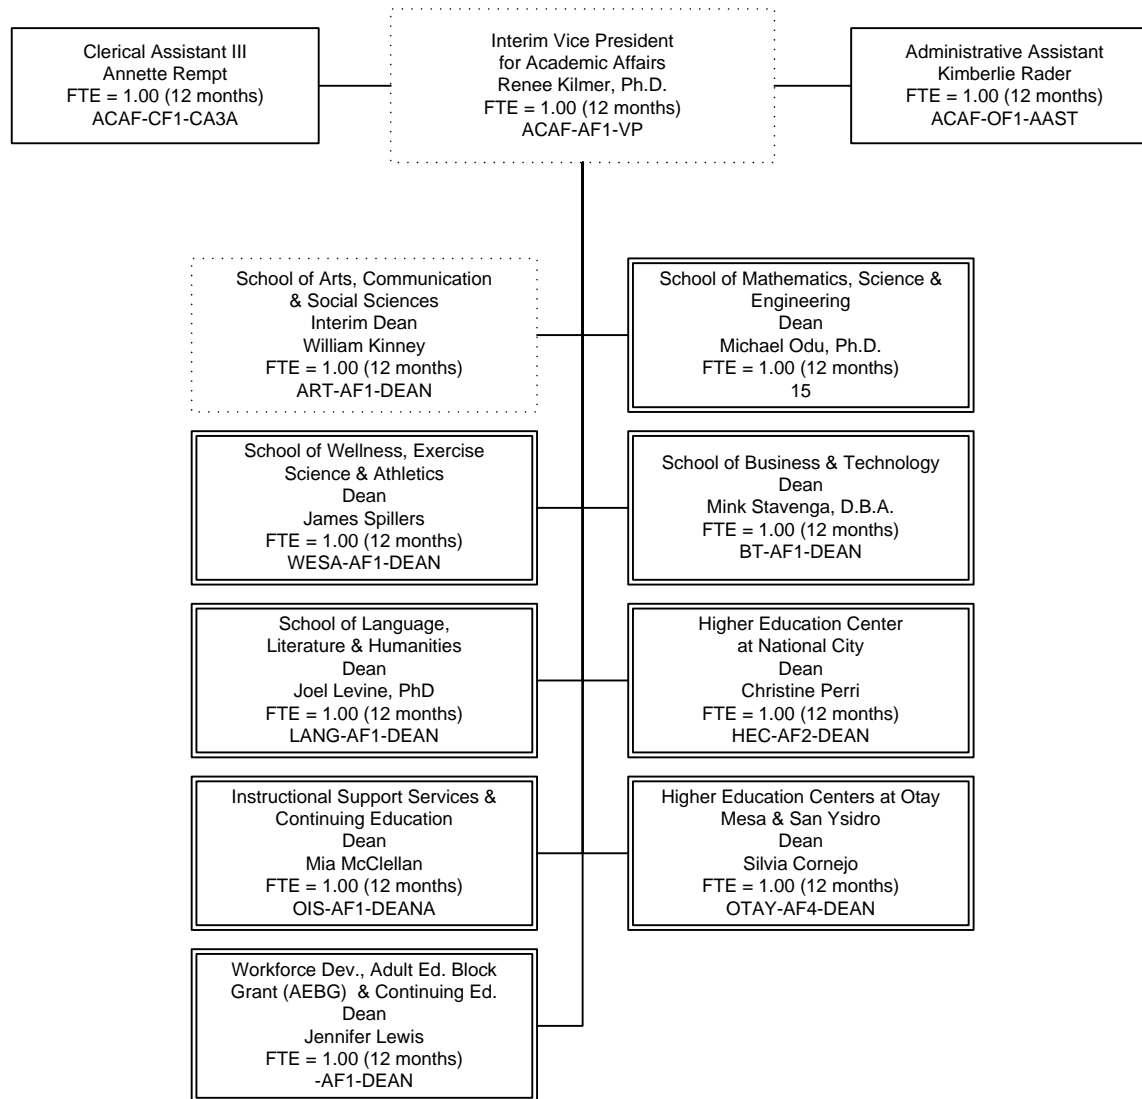 Clerical Assistant III
Annette Rempt
FTE = 1.00 (12 months)
ACAF-CF1-CA3A
Interim Vice President
for Academic Affairs
Renee Kilmer, Ph.D.
FTE = 1.00 (12 months)
ACAF-AF1-VP
Administrative Assistant
Kimberlie Rader
FTE = 1.00 (12 months)
ACAF-OF1-AAST
School of Arts, Communication
& Social Sciences
Interim Dean
William Kinney
FTE = 1.00 (12 months)
ART-AF1-DEAN
School of Mathematics, Science &
Engineering
Dean
Michael Odu, Ph.D.
FTE = 1.00 (12 months)
15
School of Wellness, Exercise
Science & Athletics
Dean
James Spillers
FTE = 1.00 (12 months)
WESA-AF1-DEAN
School of Business & Technology
Dean
Mink Stavenga, D.B.A.
FTE = 1.00 (12 months)
BT-AF1-DEAN
School of Language,
Literature & Humanities
Dean
Joel Levine, PhD
FTE = 1.00 (12 months)
LANG-AF1-DEAN
Higher Education Center
at National City
Dean
Christine Perri
FTE = 1.00 (12 months)
HEC-AF2-DEAN
Instructional Support Services &
Continuing Education
Dean
Mia McClellan
FTE = 1.00 (12 months)
OIS-AF1-DEANA
Higher Education Centers at Otay
Mesa & San Ysidro
Dean
Silvia Cornejo
FTE = 1.00 (12 months)
OTAY-AF4-DEAN
Workforce Dev., Adult Ed. Block
Grant (AEBG)  & Continuing Ed.
Dean
Jennifer Lewis
FTE = 1.00 (12 months)
-AF1-DEAN